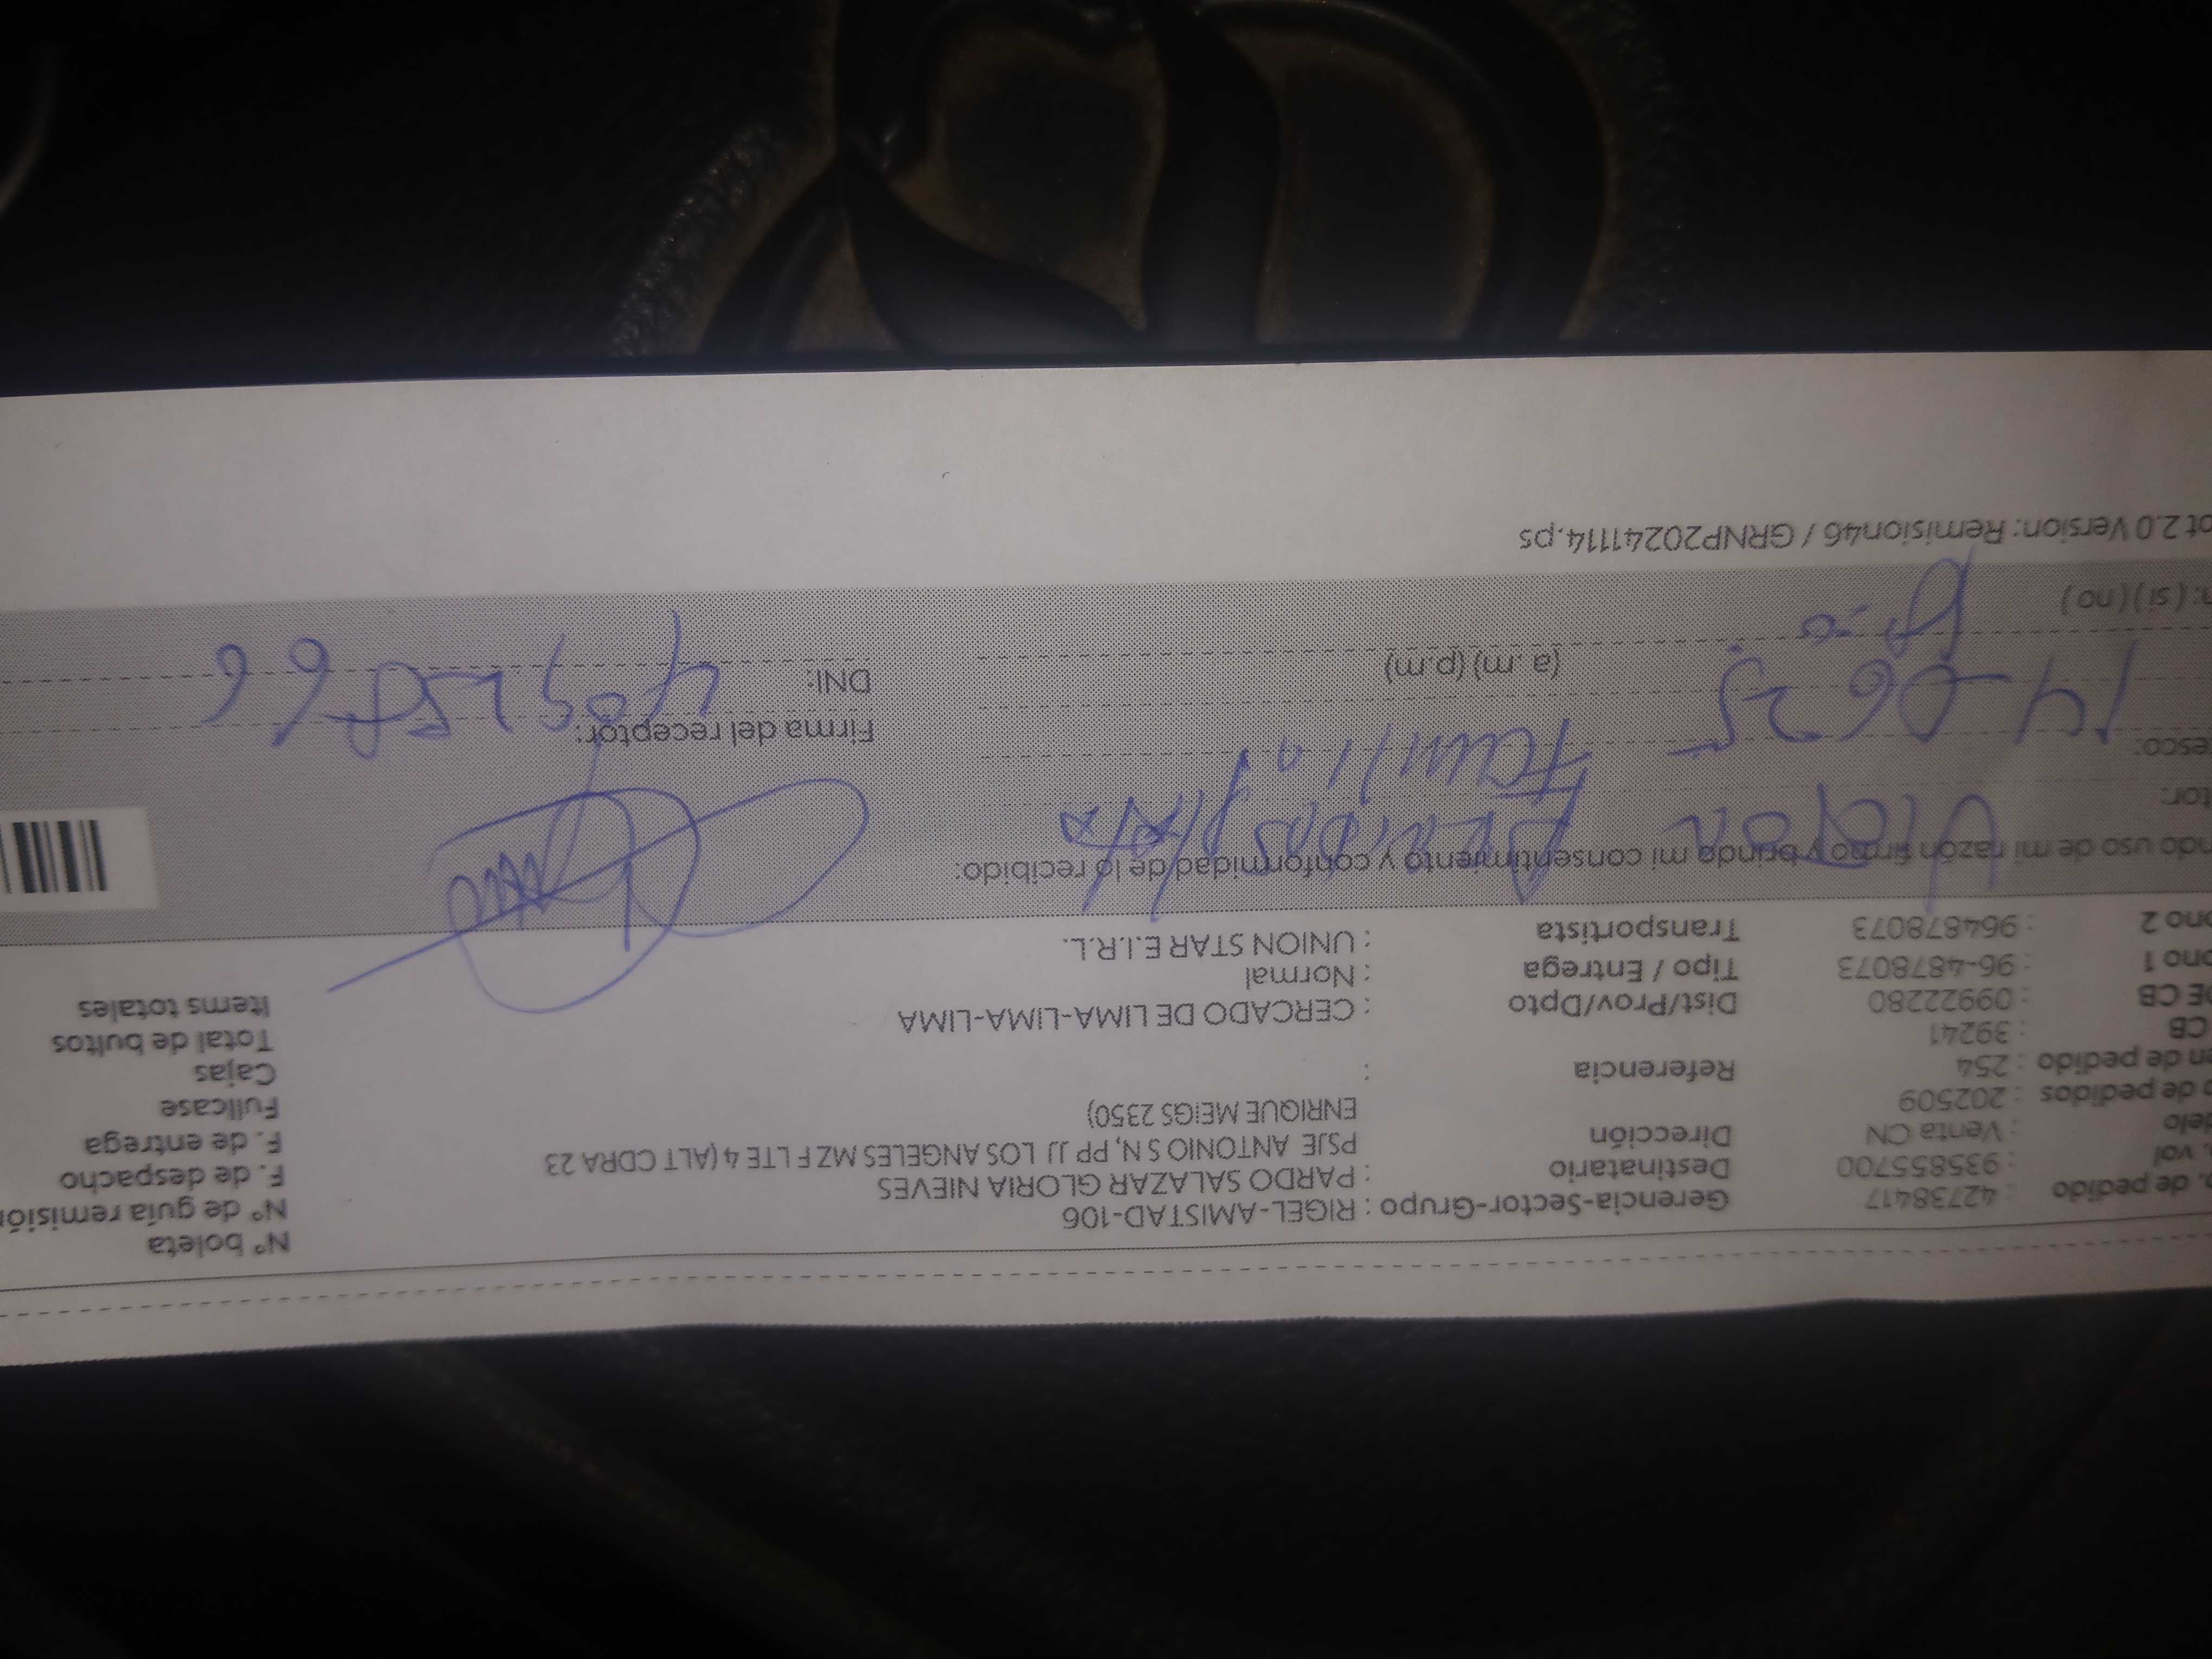 o. de pedido : 42738417 Gerencia-Sector-Grupo : RIGEL-AMISTAD-106 N° boleta
. vol : 935855700 Destinatario : PARDO SALAZAR GLORIA NIEVES N° de guía remisión
delo : Venta CN Dirección PSJE ANTONIO S N, PP JJ LOS ANGELES MZ F LTE 4 (ALT CDRA 23 F. de despacho
o de pedidos : 202509 ENRIQUE MEIGS 2350) F. de entrega
en de pedido : 254 Referencia : Fullcase
CB : 39241 Cajas
DE CB : 09922280 Dist/Prov/Dpto : CERCADO DE LIMA-LIMA-LIMA Total de bultos
ono 1 : 96-4878073 Tipo / Entrega : Normal Items totales
ono 2 : 964878073 Transportista : UNION STAR E.I.R.L.
ndo uso de mi razón firmo y brindo mi consentimiento y conformidad de lo recibido:
tor:
esco: Familia Firma del receptor:
14-06 25 (a .m) (p.m) DNI:
n: ( si ) ( no )
ot 2.0 Version: Remision46 / GRNP20241114.ps